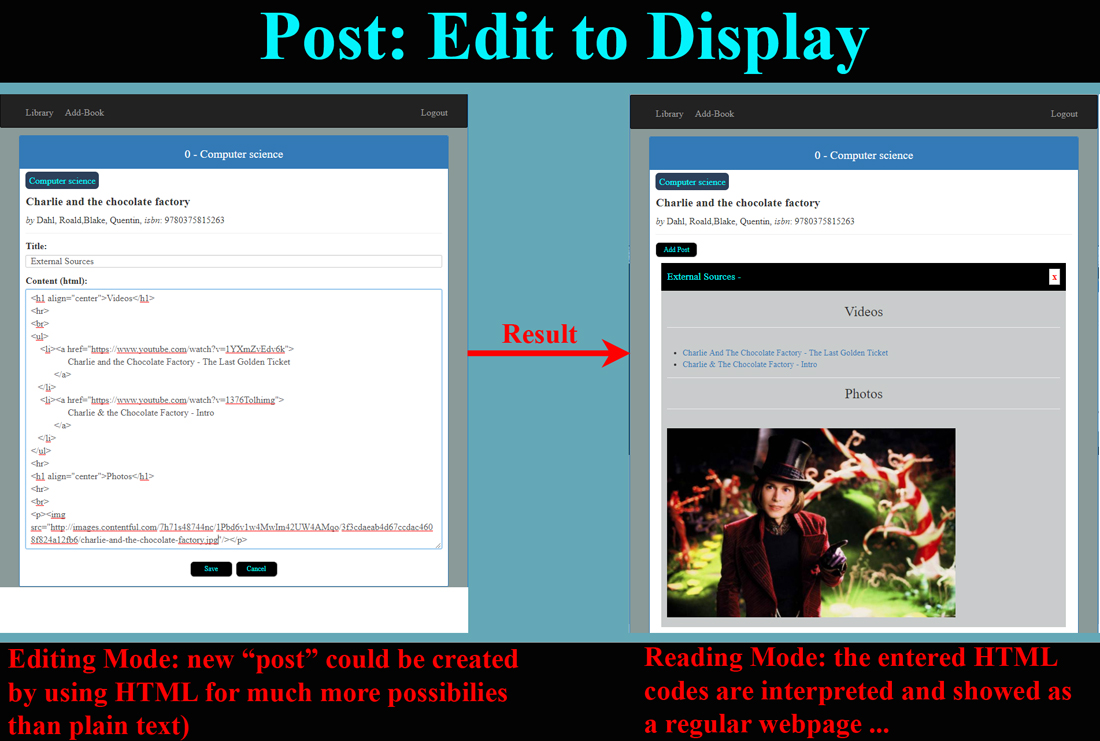 Post: Edit to Display
Library Add-Book Logout
0 - Computer science
Computer science
Charlie and the chocolate factory
by Dahl, Roald,Blake, Quentin, isbn: 9780375815263
Title:
External Sources
Content (html):
<h1 align="center">Videos</h1>
<hr>
<br>
<ul>
<li><a href="https://www.youtube.com/watch?v=1YXmZvEdv6k">
Charlie and the Chocolate Factory - The Last Golden Ticket
</a>
</li>
<li><a href="https://www.youtube.com/watch?v=1376Tolhimg">
Charlie & the Chocolate Factory - Intro
</a>
</li>
</ul>
<hr>
<h1 align="center">Photos</h1>
<hr>
<br>
<p><img
src="http://images.contentful.com/7h71s48744nc/1Pbd6v1w4MwIm42UW4AMqo/3f3cdaeab4d67ccdac460
8f824a12fb6/charlie-and-the-chocolate-factory.jpg"/></p>
Save Cancel
Result
Library Add-Book Logout
0 - Computer science
Computer science
Charlie and the chocolate factory
by Dahl, Roald,Blake, Quentin, isbn: 9780375815263
Add Post
External Sources - x
Videos
Charlie And The Chocolate Factory - The Last Golden Ticket
Charlie & The Chocolate Factory - Intro
Photos
Editing Mode: new “post” could be created
by using HTML for much more possibilies
than plain text)
Reading Mode: the entered HTML
codes are interpreted and showed as
a regular webpage ...